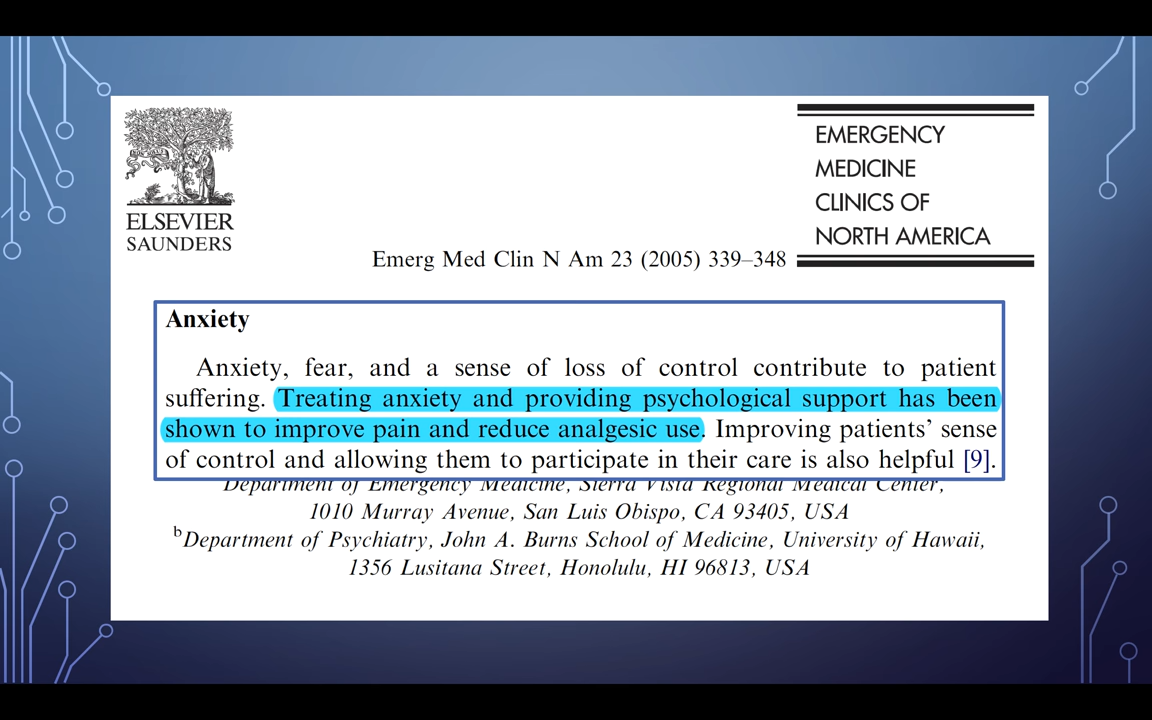 ELSEVIER
SAUNDERS
EMERGENCY
MEDICINE
CLINICS OF
NORTH AMERICA
Emerg Med Clin N Am 23 (2005) 339–348
Anxiety
Anxiety, fear, and a sense of loss of control contribute to patient
suffering. Treating anxiety and providing psychological support has been
shown to improve pain and reduce analgesic use. Improving patients’ sense
of control and allowing them to participate in their care is also helpful [9].
Department of Emergency Medicine, Sierra Vista Regional Medical Center,
1010 Murray Avenue, San Luis Obispo, CA 93405, USA
ᵇDepartment of Psychiatry, John A. Burns School of Medicine, University of Hawaii,
1356 Lusitana Street, Honolulu, HI 96813, USA